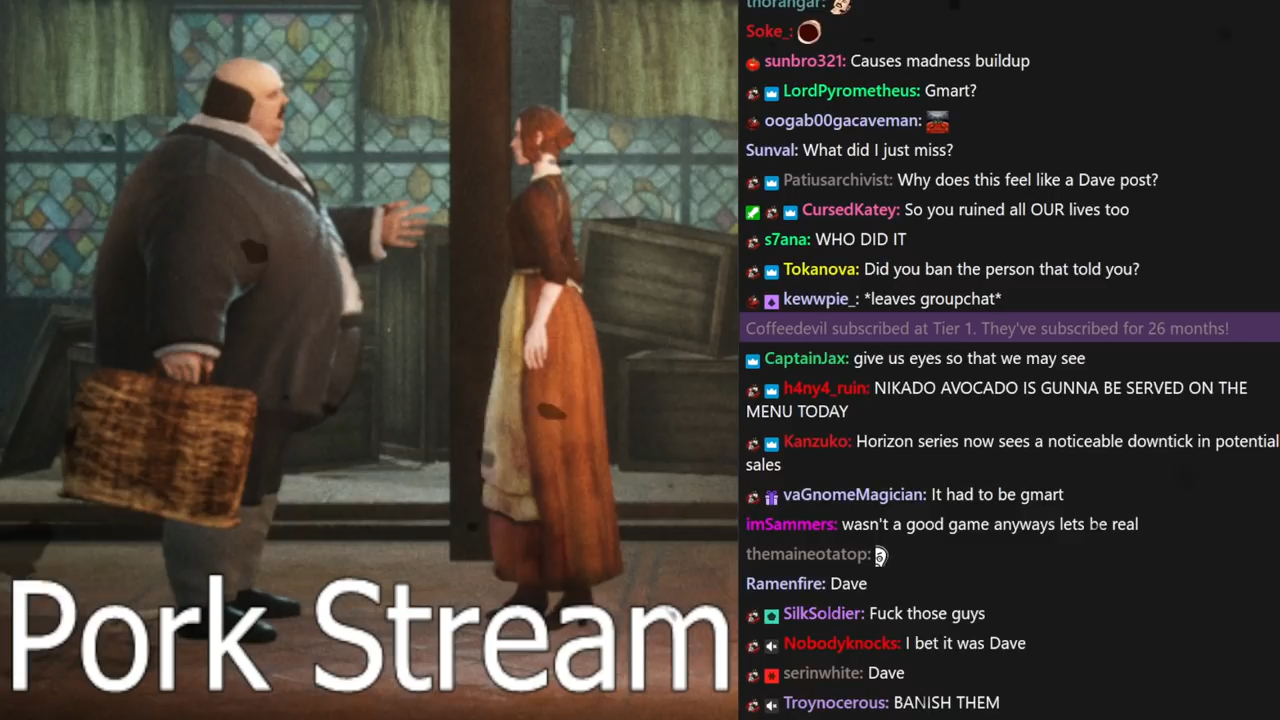 Pork Stream
thorangar:
Soke_:
sunbro321: Causes madness buildup
LordPyrometheus: Gmart?
oogab00gacaveman:
Sunval: What did I just miss?
Patiusarchivist: Why does this feel like a Dave post?
CursedKatey: So you ruined all OUR lives too
s7ana: WHO DID IT
Tokanova: Did you ban the person that told you?
kewwpie_: *leaves groupchat*
Coffeedevil subscribed at Tier 1. They've subscribed for 26 months!
CaptainJax: give us eyes so that we may see
h4ny4_ruin: NIKADO AVOCADO IS GUNNA BE SERVED ON THE
MENU TODAY
Kanzuko: Horizon series now sees a noticeable downtick in potential
sales
vaGnomeMagician: It had to be gmart
imSammers: wasn't a good game anyways lets be real
themaineotatop:
Ramenfire: Dave
SilkSoldier: Fuck those guys
Nobodyknocks: I bet it was Dave
serinwhite: Dave
Troynocerous: BANISH THEM